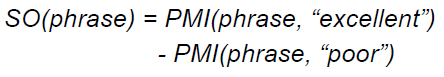 SO(phrase) = PMI(phrase, “excellent”)
- PMI(phrase, “poor”)